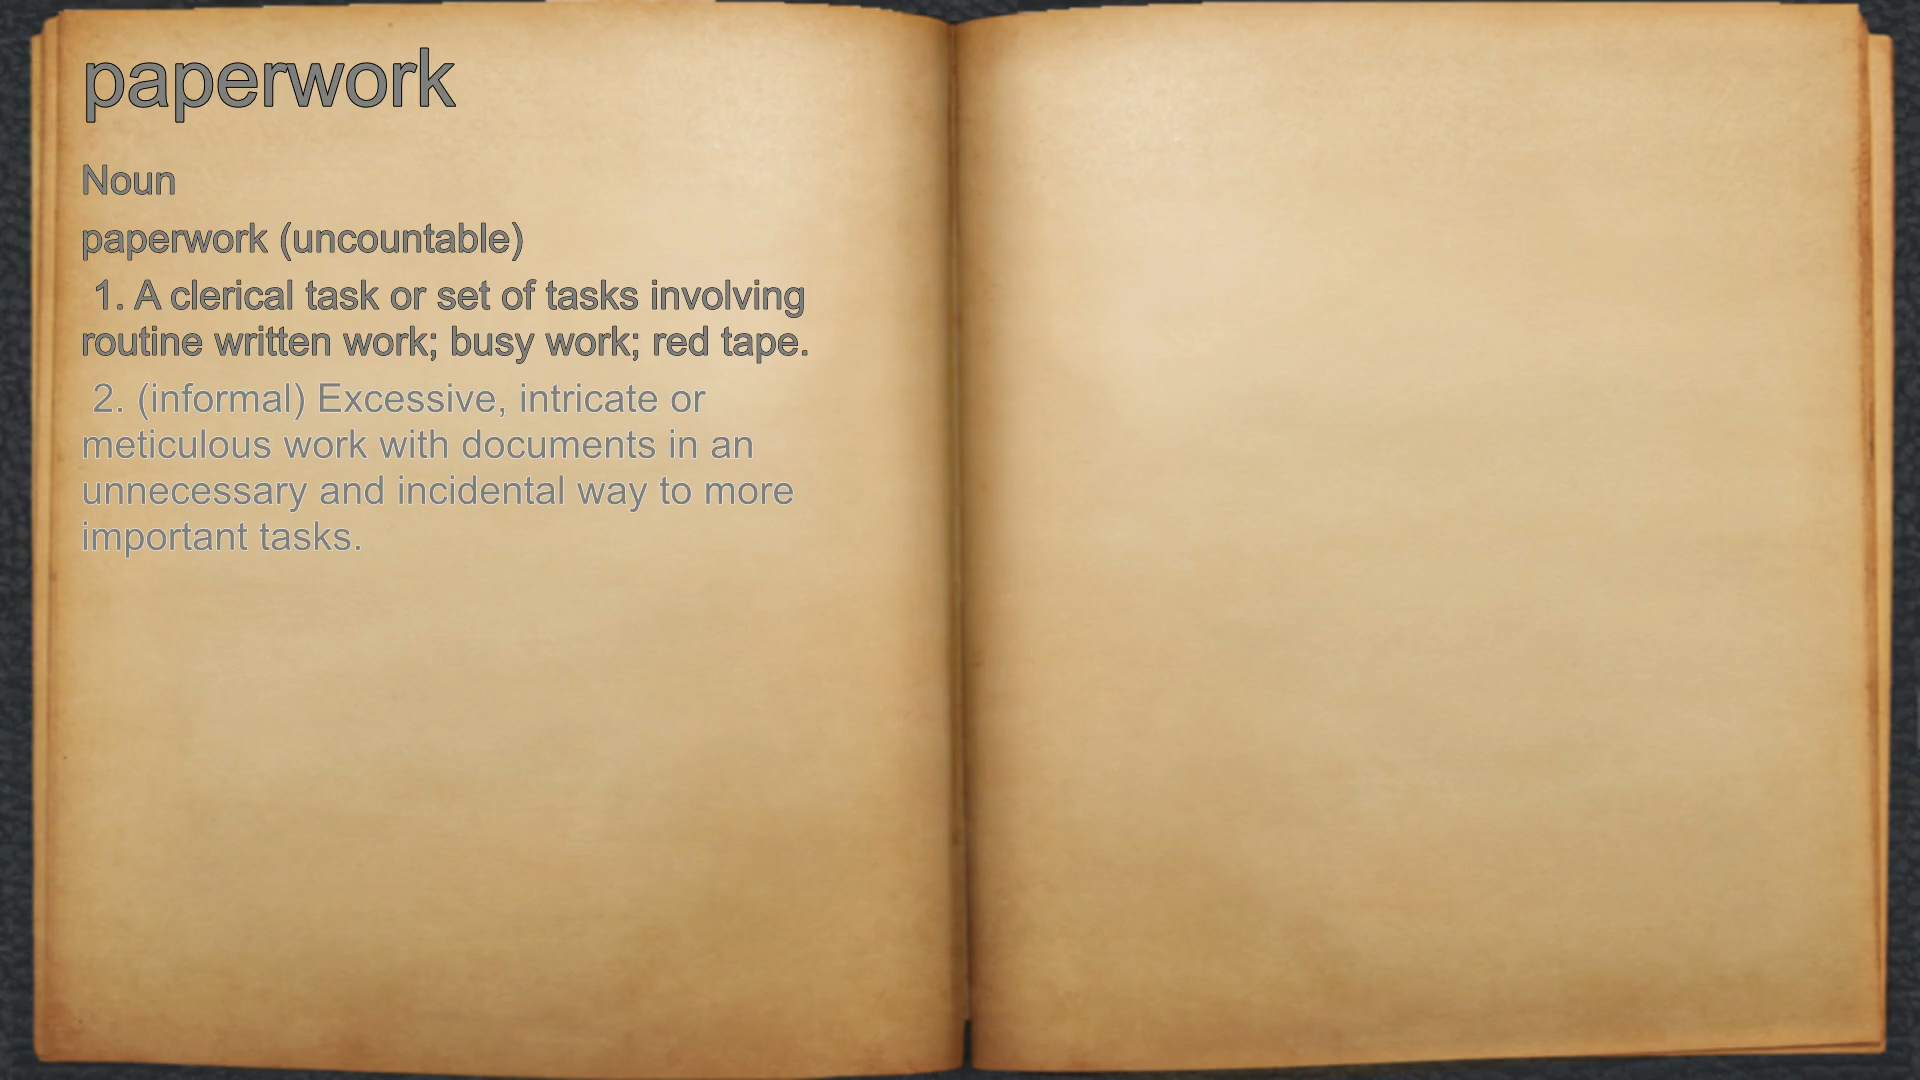 paperwork
Noun
paperwork (uncountable)
1. A clerical task or set of tasks involving
routine written work; busy work; red tape.
2. (informal) Excessive, intricate or
meticulous work with documents in an
unnecessary and incidental way to more
important tasks.